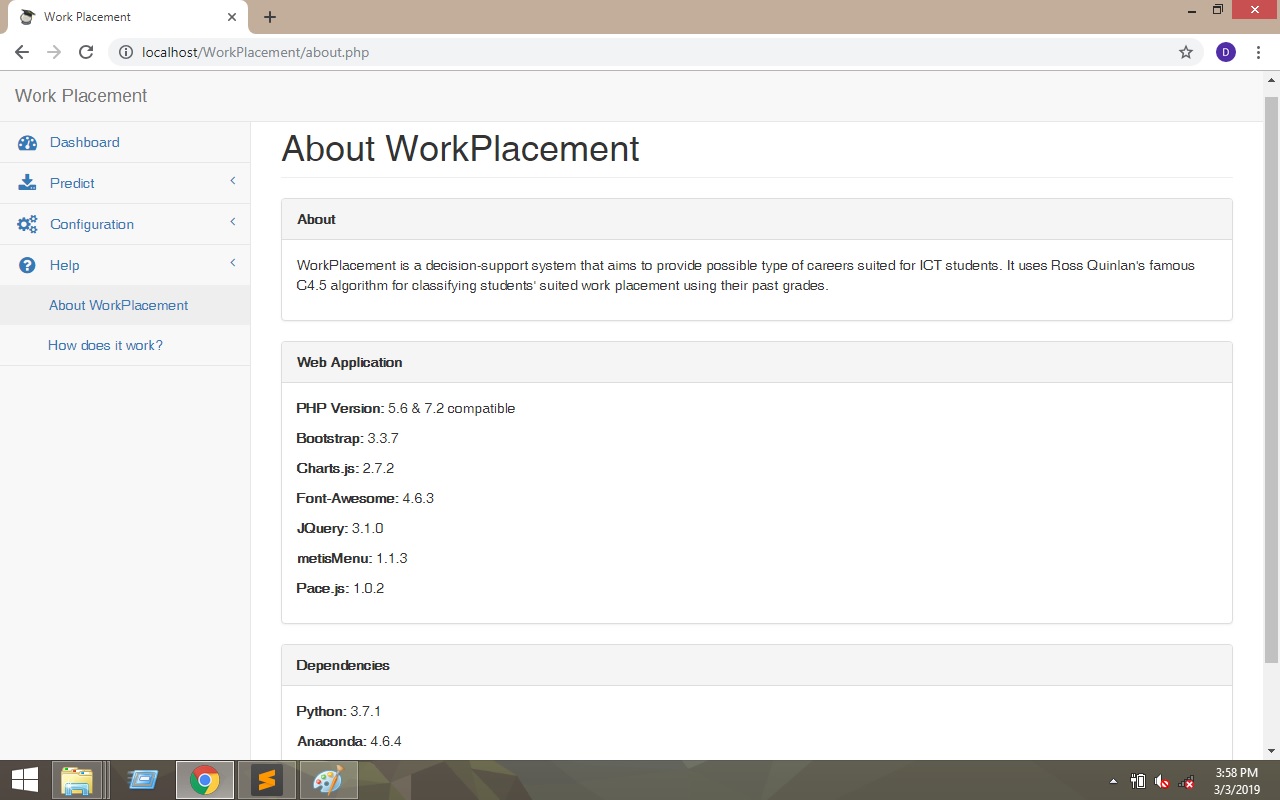 Work Placement
localhost/WorkPlacement/about.php
D
Work Placement
Dashboard
Predict
Configuration
Help
About WorkPlacement
How does it work?
About WorkPlacement
About
WorkPlacement is a decision-support system that aims to provide possible type of careers suited for ICT students. It uses Ross Quinlan's famous
C4.5 algorithm for classifying students' suited work placement using their past grades.
Web Application
PHP Version: 5.6 & 7.2 compatible
Bootstrap: 3.3.7
Charts.js: 2.7.2
Font-Awesome: 4.6.3
JQuery: 3.1.0
metisMenu: 1.1.3
Pace.js: 1.0.2
Dependencies
Python: 3.7.1
Anaconda: 4.6.4
3:58 PM
3/3/2019